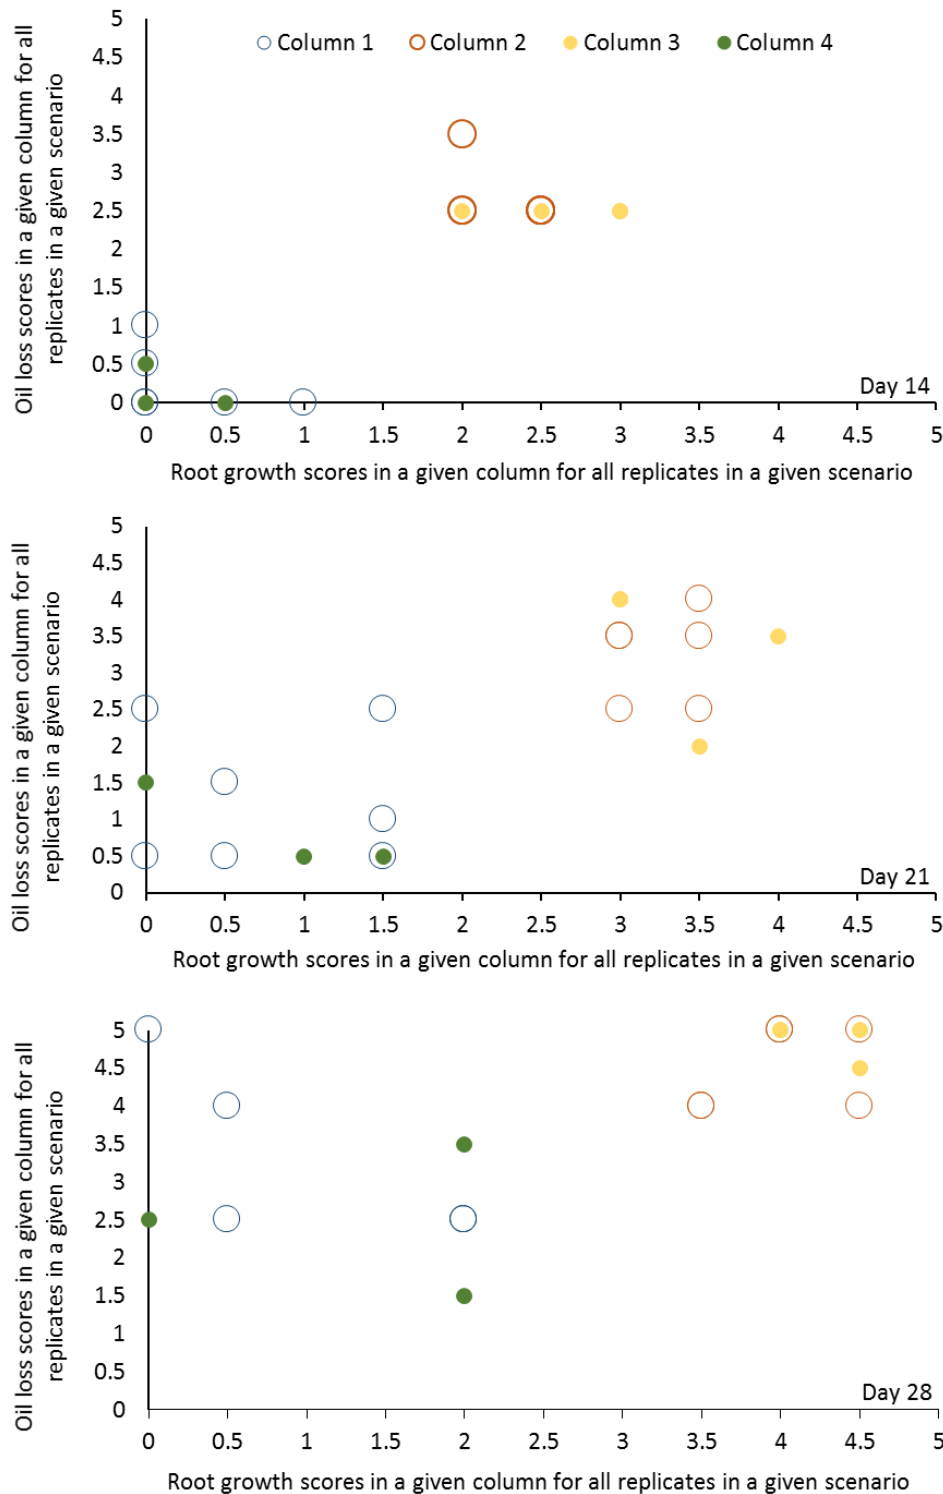 Oil loss scores in a given column for all
replicates in a given scenario
5
4.5
4
3.5
3
2.5
2
1.5
1
0.5
0
Column 1 Column 2 Column 3 Column 4
Day 14
0 0.5 1 1.5 2 2.5 3 3.5 4 4.5 5
Root growth scores in a given column for all replicates in a given scenario
Oil loss scores in a given column for all
replicates in a given scenario
5
4.5
4
3.5
3
2.5
2
1.5
1
0.5
0
Day 21
0 0.5 1 1.5 2 2.5 3 3.5 4 4.5 5
Root growth scores in a given column for all replicates in a given scenario
Oil loss scores in a given column for all
replicates in a given scenario
5
4.5
4
3.5
3
2.5
2
1.5
1
0.5
0
Day 28
0 0.5 1 1.5 2 2.5 3 3.5 4 4.5 5
Root growth scores in a given column for all replicates in a given scenario